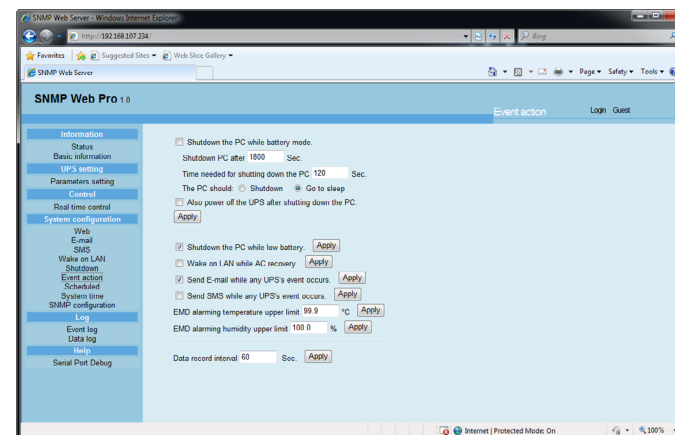 SNMP Web Server - Windows Internet Explorer
http://192.168.107.234/
Bing
Favorites Suggested Sites Web Slice Gallery
SNMP Web Server
Page Safety Tools
SNMP Web Pro 1.0
Event action Login Guest
Information
Status
Basic information
UPS setting
Parameters setting
Control
Real time control
System configuration
Web
E-mail
SMS
Wake on LAN
Shutdown
Event action
Scheduled
System time
SNMP configuration
Log
Event log
Data log
Help
Serial Port Debug
Shutdown the PC while battery mode.
Shutdown PC after 1800 Sec.
Time needed for shutting down the PC 120 Sec.
The PC should: Shutdown Go to sleep
Also power off the UPS after shutting down the PC.
Apply
Shutdown the PC while low battery. Apply
Wake on LAN while AC recovery. Apply
Send E-mail while any UPS's event occurs. Apply
Send SMS while any UPS's event occurs. Apply
EMD alarming temperature upper limit 99.9 °C Apply
EMD alarming humidity upper limit 100.0 % Apply
Data record interval 60 Sec. Apply
Internet | Protected Mode: On 100%